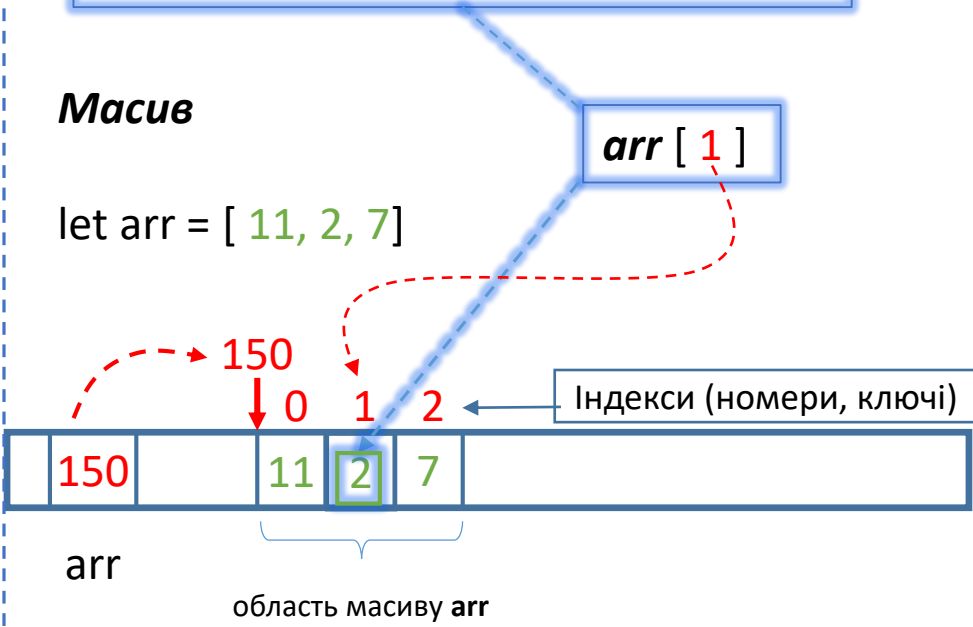 Масив
arr [ 1 ]
let arr = [ 11, 2, 7]
150
0 1 2
Індекси (номери, ключі)
150 11 2 7
arr
область масиву arr